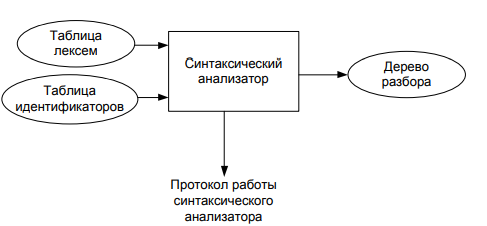 Таблица
лексем
Таблица
идентификаторов
Синтаксический
анализатор
Дерево
разбора
Протокол работы
синтаксического
анализатора